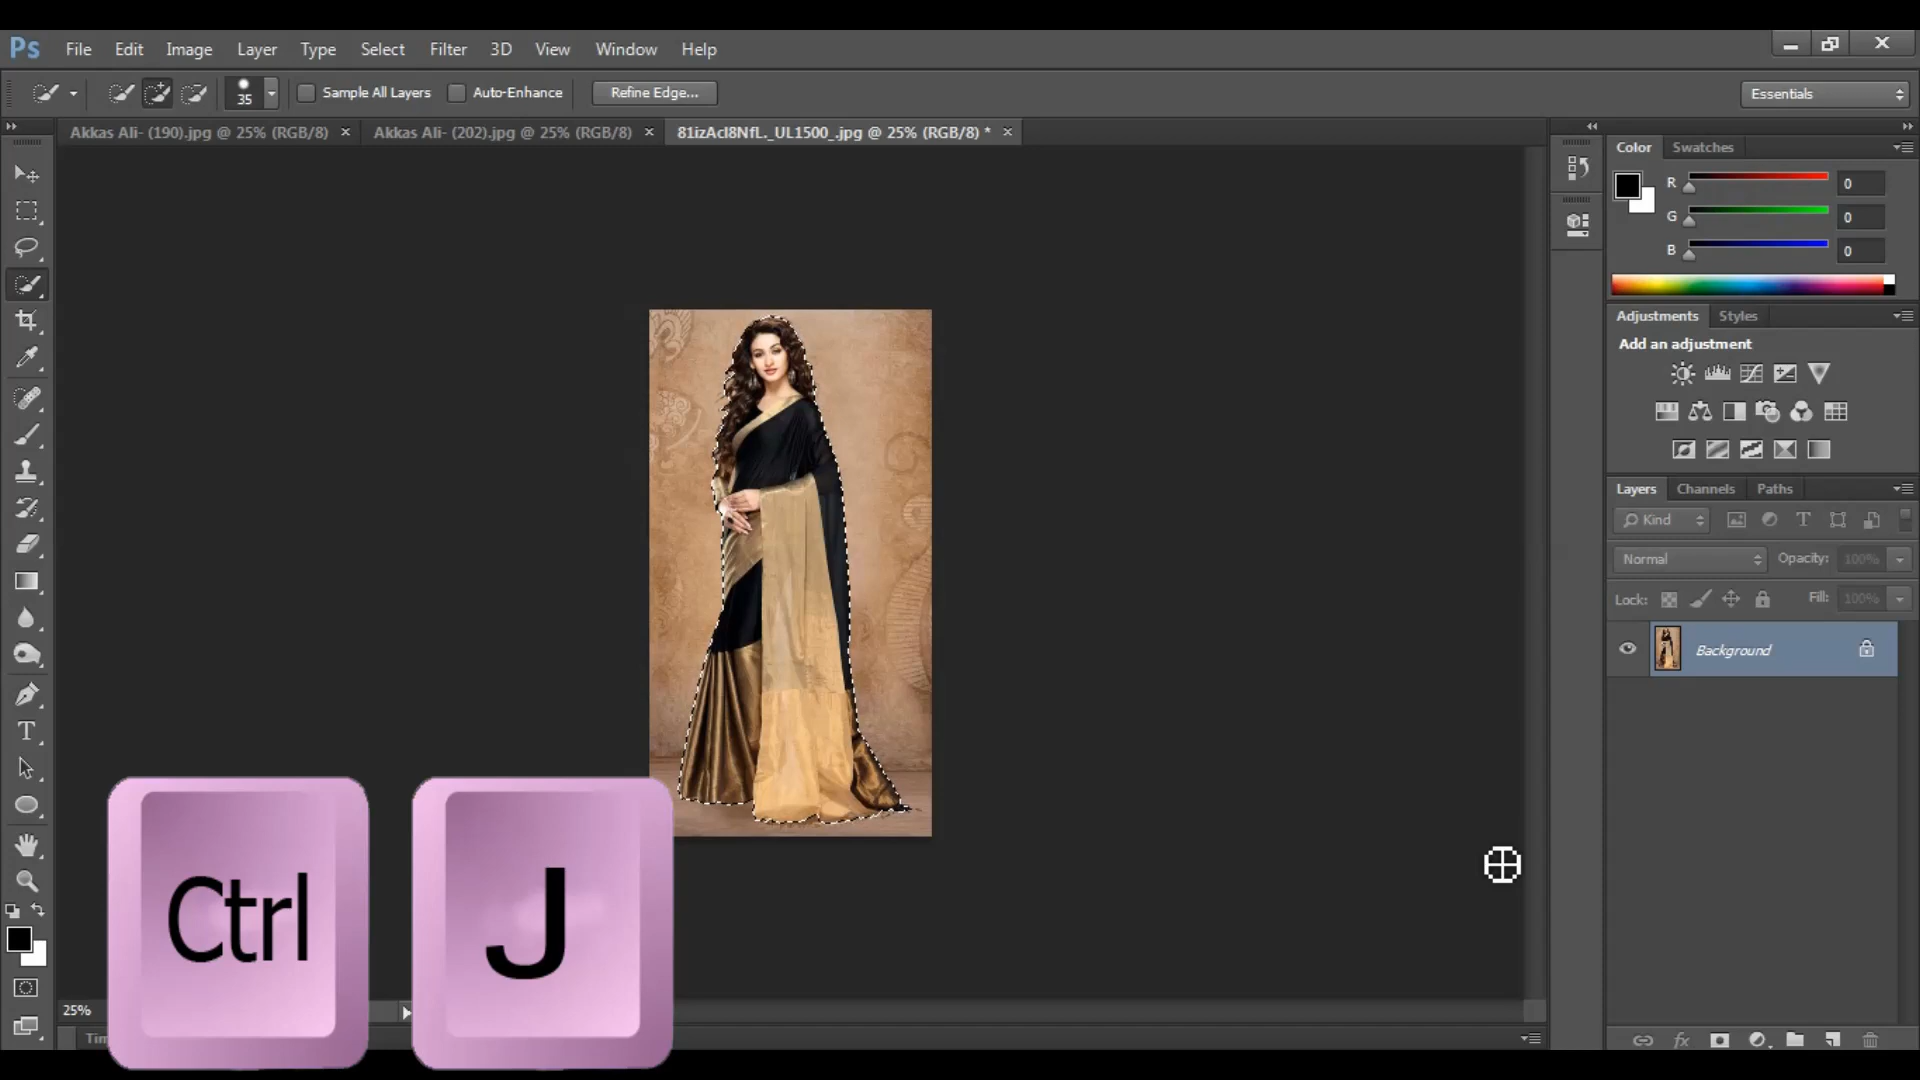 Ps File Edit Image Layer Type Select Filter 3D View Window Help
35 Sample All Layers Auto-Enhance Refine Edge... Essentials
Akkas Ali- (190).jpg @ 25% (RGB/8) × Akkas Ali- (202).jpg @ 25% (RGB/8) × 81izAcI8NfL._UL1500_.jpg @ 25% (RGB/8) * ×
Color Swatches
R 0
G 0
B 0
Adjustments Styles
Add an adjustment
Layers Channels Paths
Kind
Normal Opacity: 100%
Lock: Fill: 100%
Background
Ctrl J
25%
Tim